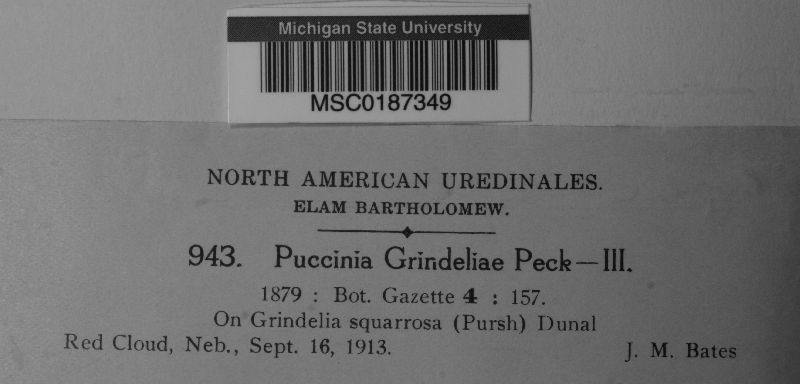 Michigan State University
MSC0187349
NORTH AMERICAN UREDINALES.
ELAM BARTHOLOMEW.
943. Puccinia Grindeliae Peck—III.
1879 : Bot. Gazette 4 : 157.
On Grindelia squarrosa (Pursh) Dunal
Red Cloud, Neb., Sept. 16, 1913. J. M. Bates